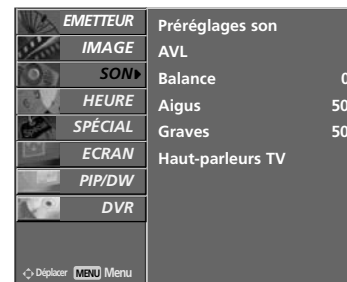 EMETTEUR
IMAGE
SON
HEURE
SPÉCIAL
ECRAN
PIP/DW
DVR
Déplacer MENU Menu
Préréglages son
AVL
Balance 0
Aigus 50
Graves 50
Haut-parleurs TV